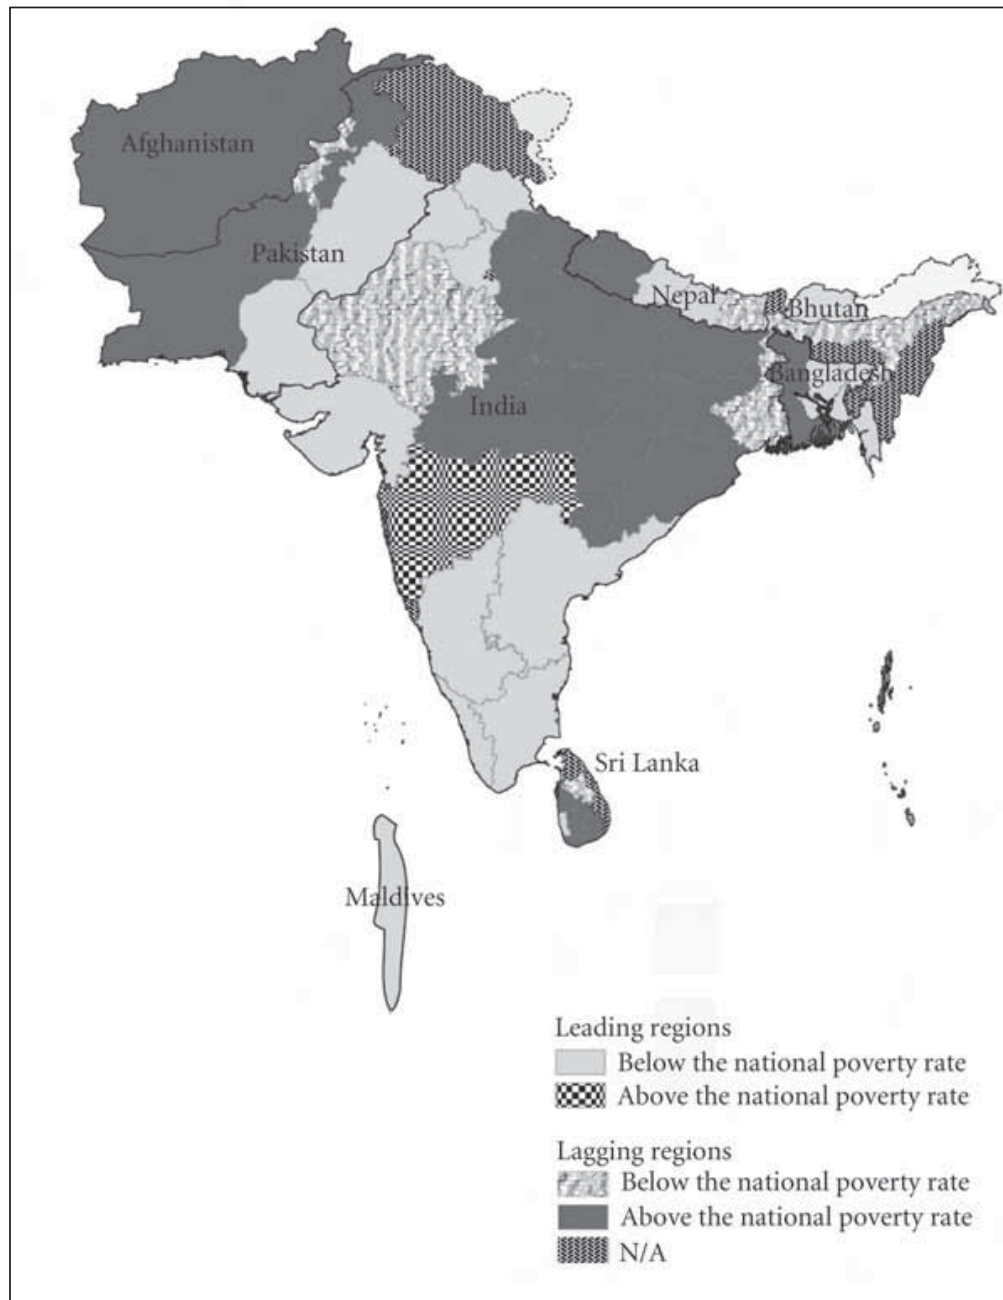 Afghanistan
Pakistan
Nepal
Bhutan
Bangladesh
India
Sri Lanka
Maldives
Leading regions
Below the national poverty rate
Above the national poverty rate
Lagging regions
Below the national poverty rate
Above the national poverty rate
N/A